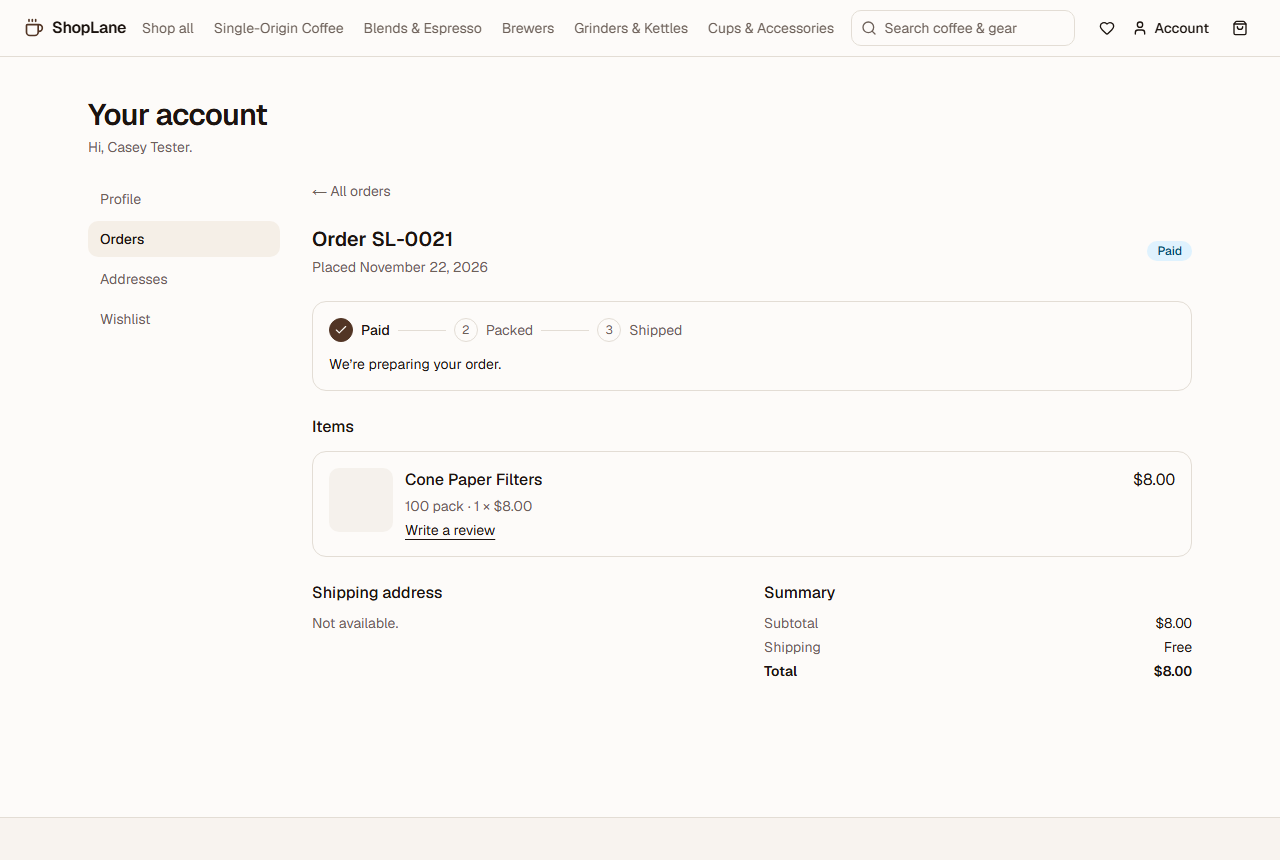 ShopLane Shop all Single-Origin Coffee Blends & Espresso Brewers Grinders & Kettles Cups & Accessories Search coffee & gear Account
Your account
Hi, Casey Tester.
Profile
Orders
Addresses
Wishlist
← All orders
Order SL-0021
Placed November 22, 2026
Paid
Paid 2 Packed 3 Shipped
We're preparing your order.
Items
Cone Paper Filters $8.00
100 pack · 1 × $8.00
Write a review
Shipping address
Not available.
Summary
Subtotal $8.00
Shipping Free
Total $8.00